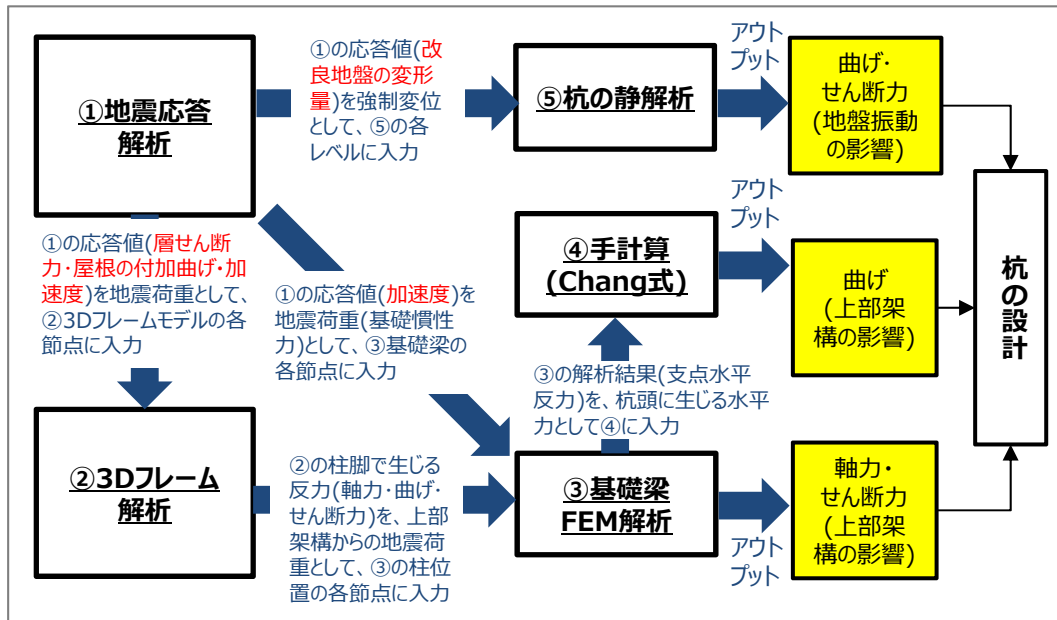 ①地震応答
解析
①の応答値(改
良地盤の変形
量)を強制変位
として、⑤の各
レベルに入力
⑤杭の静解析
アウト
プット
曲げ・
せん断力
(地盤振動
の影響)
①の応答値(層せん断
力・屋根の付加曲げ・加
速度)を地震荷重として、
②3Dフレームモデルの各
節点に入力
①の応答値(加速度)を
地震荷重(基礎慣性
力)として、③基礎梁の
各節点に入力
④手計算
(Chang式)
アウト
プット
曲げ
(上部架
構の影響)
杭の設計
③の解析結果(支点水平
反力)を、杭頭に生じる水平
力として④に入力
②3Dフレーム
解析
②の柱脚で生じる
反力(軸力・曲げ・
せん断力)を、上部
架構からの地震荷
重として、③の柱位
置の各節点に入力
③基礎梁
FEM解析
アウト
プット
軸力・
せん断力
(上部架
構の影響)